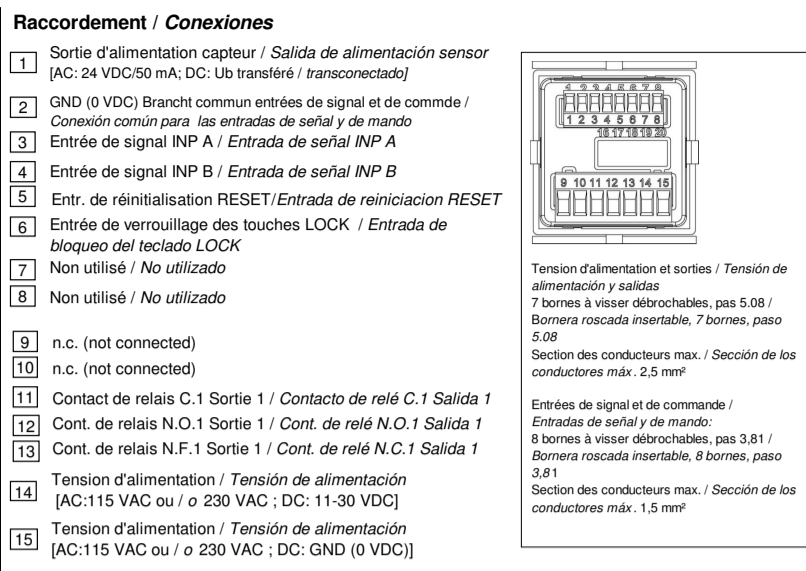 Raccordement / Conexiones
1 Sortie d'alimentation capteur / Salida de alimentación sensor
[AC: 24 VDC/50 mA; DC: Ub transféré / transconectado]
2 GND (0 VDC) Brancht commun entrées de signal et de commde /
Conexión común para las entradas de señal y de mando
3 Entrée de signal INP A / Entrada de señal INP A
4 Entrée de signal INP B / Entrada de señal INP B
5 Entr. de réinitialisation RESET/Entrada de reiniciacion RESET
6 Entrée de verrouillage des touches LOCK / Entrada de
bloqueo del teclado LOCK
7 Non utilisé / No utilizado
8 Non utilisé / No utilizado
9 n.c. (not connected)
10 n.c. (not connected)
11 Contact de relais C.1 Sortie 1 / Contacto de relé C.1 Salida 1
12 Cont. de relais N.O.1 Sortie 1 / Cont. de relé N.O.1 Salida 1
13 Cont. de relais N.F.1 Sortie 1 / Cont. de relé N.C.1 Salida 1
14 Tension d'alimentation / Tensión de alimentación
[AC:115 VAC ou / o 230 VAC ; DC: 11-30 VDC]
15 Tension d'alimentation / Tensión de alimentación
[AC:115 VAC ou / o 230 VAC ; DC: GND (0 VDC)]
1 2 3 4 5 6 7 8
1 2 3 4 5 6 7 8
16 17 18 19 20
9 10 11 12 13 14 15
Tension d'alimentation et sorties / Tensión de
alimentación y salidas
7 bornes à visser débrochables, pas 5.08 /
Bornera roscada insertable, 7 bornes, paso
5.08
Section des conducteurs max. / Sección de los
conductores máx. 2,5 mm²
Entrées de signal et de commande /
Entradas de señal y de mando:
8 bornes à visser débrochables, pas 3,81 /
Bornera roscada insertable, 8 bornes, paso
3,81
Section des conducteurs max. / Sección de los
conductores máx. 1,5 mm²